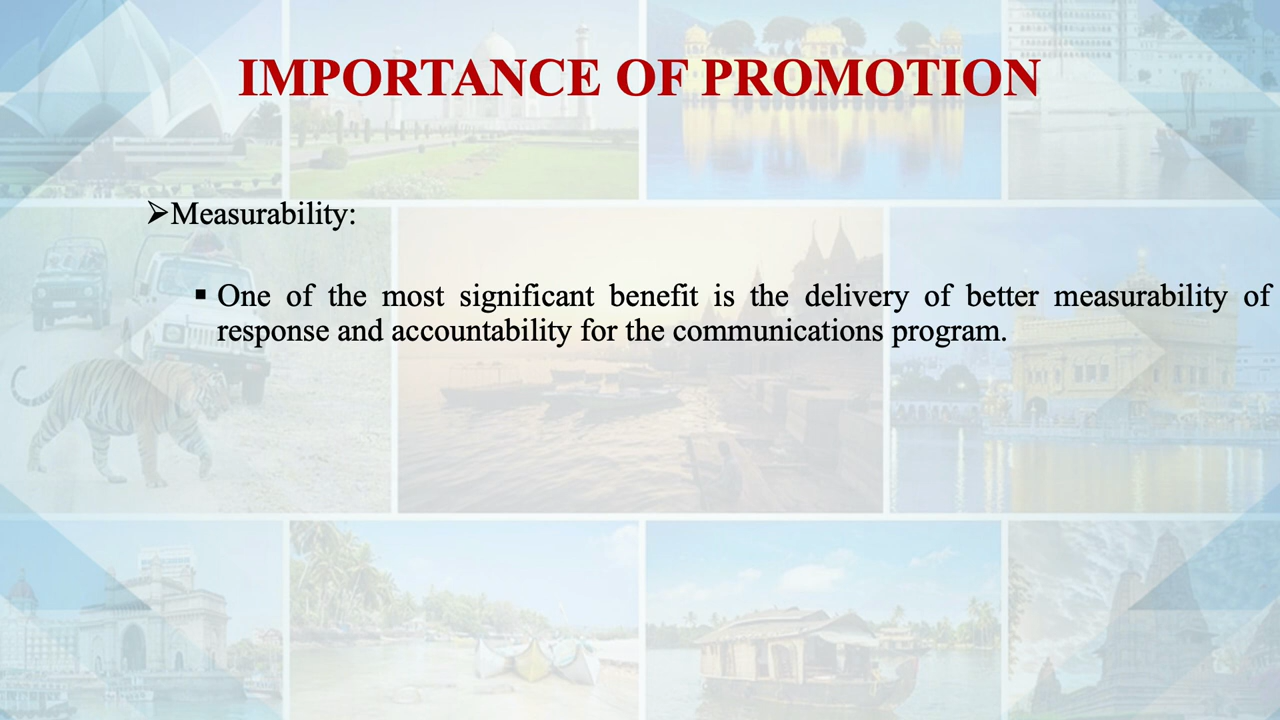 IMPORTANCE OF PROMOTION
➢Measurability:
▪ One of the most significant benefit is the delivery of better measurability of
response and accountability for the communications program.